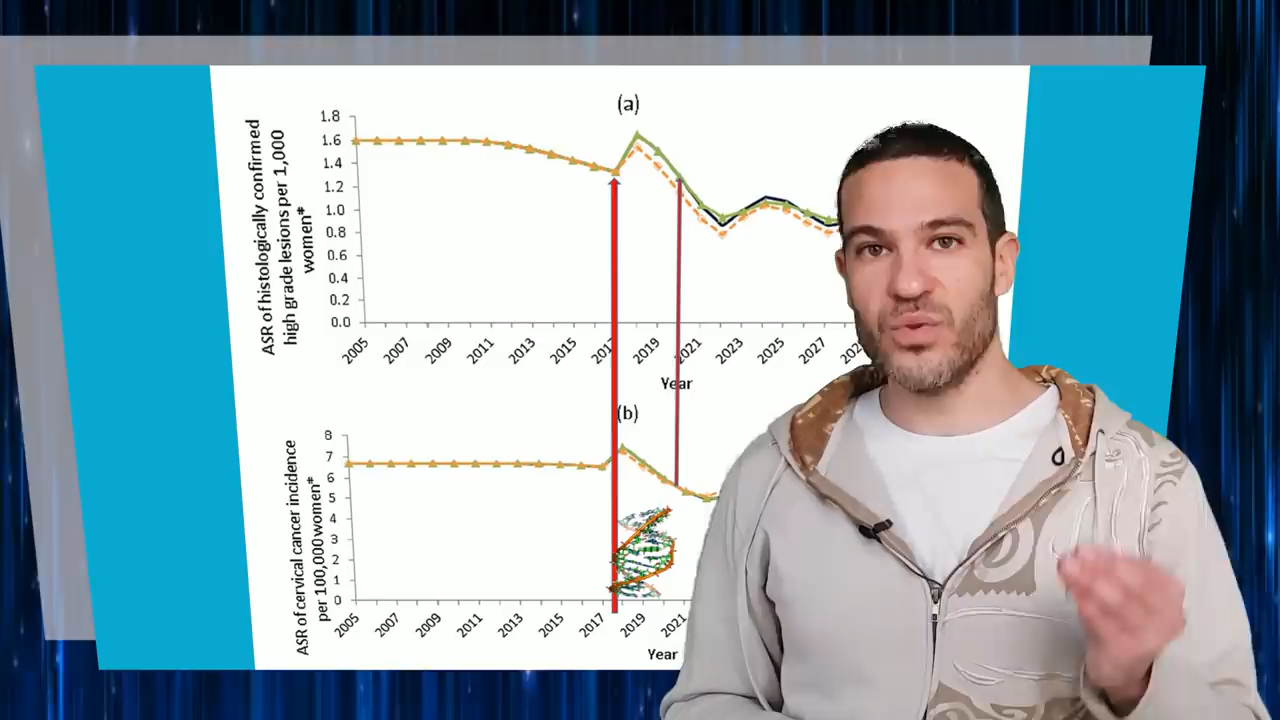 (a)
ASR of histologically confirmed
high grade lesions per 1,000
women*
1.8
1.6
1.4
1.2
1.0
0.8
0.6
0.4
0.2
0.0
2005 2007 2009 2011 2013 2015 2019 2021 2023 2025 2027
Year
(b)
ASR of cervical cancer incidence
per 100,000 women*
8
7
6
5
4
3
2
1
0
2005 2007 2009 2011 2013 2015 2017 2019 2021
Year